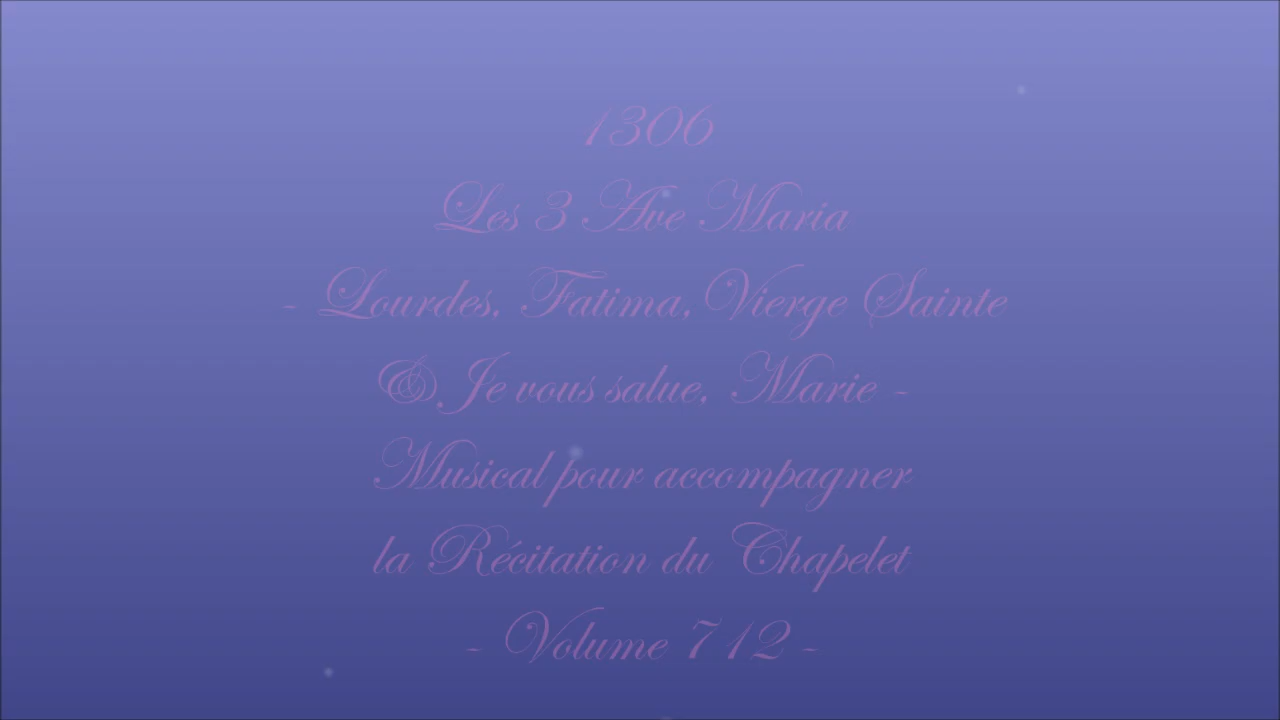 1306
Les 3 Ave Maria
- Lourdes, Fatima, Vierge Sainte
& Je vous salue, Marie -
Musical pour accompagner
la Récitation du Chapelet
- Volume 712 -